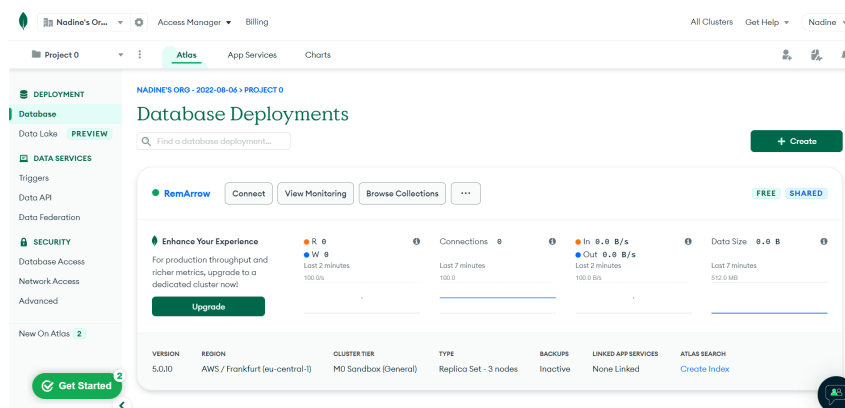 Nadine's Or...
Access Manager
Billing
All Clusters
Get Help
Nadine
Project 0
Atlas
App Services
Charts
DEPLOYMENT
Database
Data Lake PREVIEW
DATA SERVICES
Triggers
Data API
Data Federation
SECURITY
Database Access
Network Access
Advanced
New On Atlas 2
Get Started 2
NADINE'S ORG - 2022-08-06 > PROJECT 0
Database Deployments
Find a database deployment...
+ Create
RemArrow
Connect
View Monitoring
Browse Collections
...
FREE
SHARED
Enhance Your Experience
For production throughput and
richer metrics, upgrade to a
dedicated cluster now!
Upgrade
R 0
W 0
Last 2 minutes
100.0/s
Connections 0
Last 7 minutes
100.0
In 0.0 B/s
Out 0.0 B/s
Last 2 minutes
100.0 B/s
Data Size 0.0 B
Last 7 minutes
512.0 MB
VERSION
5.0.10
REGION
AWS / Frankfurt (eu-central-1)
CLUSTER TIER
M0 Sandbox (General)
TYPE
Replica Set - 3 nodes
BACKUPS
Inactive
LINKED APP SERVICES
None Linked
ATLAS SEARCH
Create Index